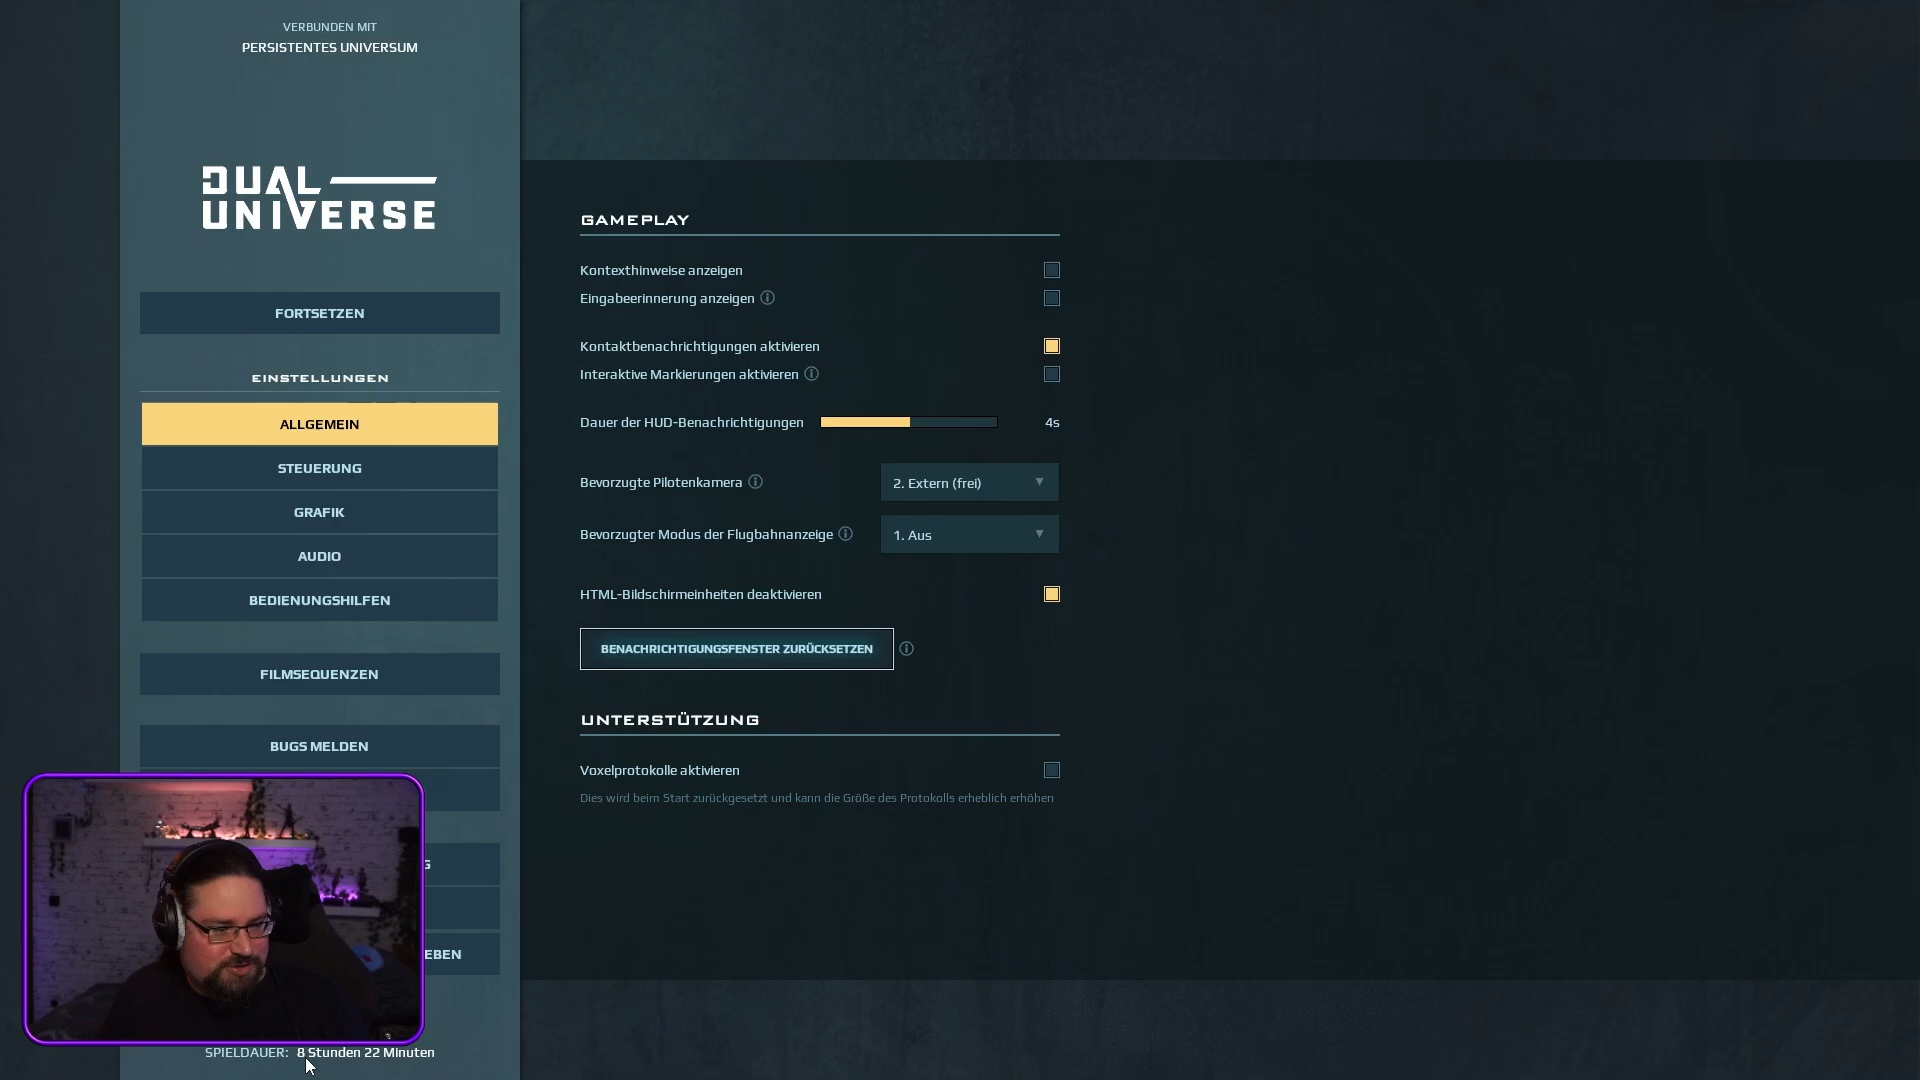 VERBUNDEN MIT
PERSISTENTES UNIVERSUM
DUAL
UNIVERSE
FORTSETZEN
EINSTELLUNGEN
ALLGEMEIN
STEUERUNG
GRAFIK
AUDIO
BEDIENUNGSHILFEN
FILMSEQUENZEN
BUGS MELDEN
SPIELDAUER: 8 Stunden 22 Minuten
GAMEPLAY
Kontexthinweise anzeigen
Eingabeerinnerung anzeigen
Kontaktbenachrichtigungen aktivieren
Interaktive Markierungen aktivieren
Dauer der HUD-Benachrichtigungen 4s
Bevorzugte Pilotenkamera 2. Extern (frei)
Bevorzugter Modus der Flugbahnanzeige 1. Aus
HTML-Bildschirmeinheiten deaktivieren
BENACHRICHTIGUNGSFENSTER ZURÜCKSETZEN
UNTERSTÜTZUNG
Voxelprotokolle aktivieren
Dies wird beim Start zurückgesetzt und kann die Größe des Protokolls erheblich erhöhen